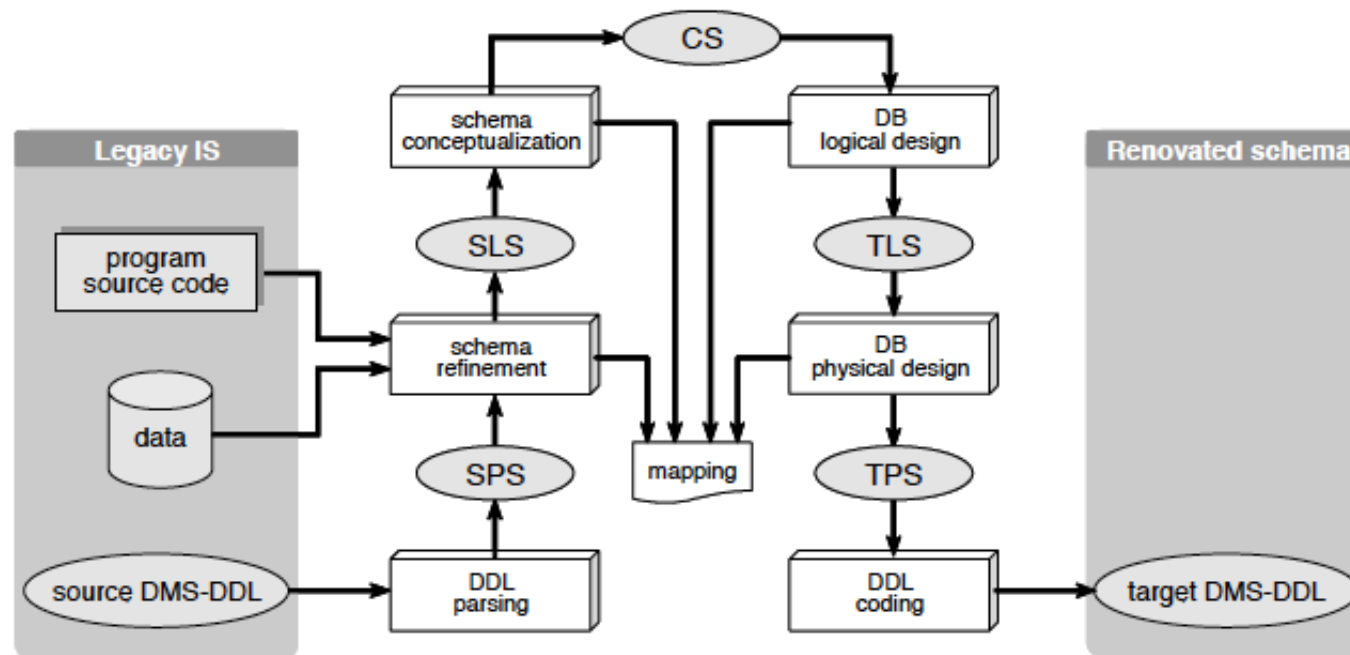 CS
schema
conceptualization
DB
logical design
Legacy IS
Renovated schema
program
source code
SLS
TLS
schema
refinement
DB
physical design
data
SPS
mapping
TPS
source DMS-DDL
DDL
parsing
DDL
coding
target DMS-DDL